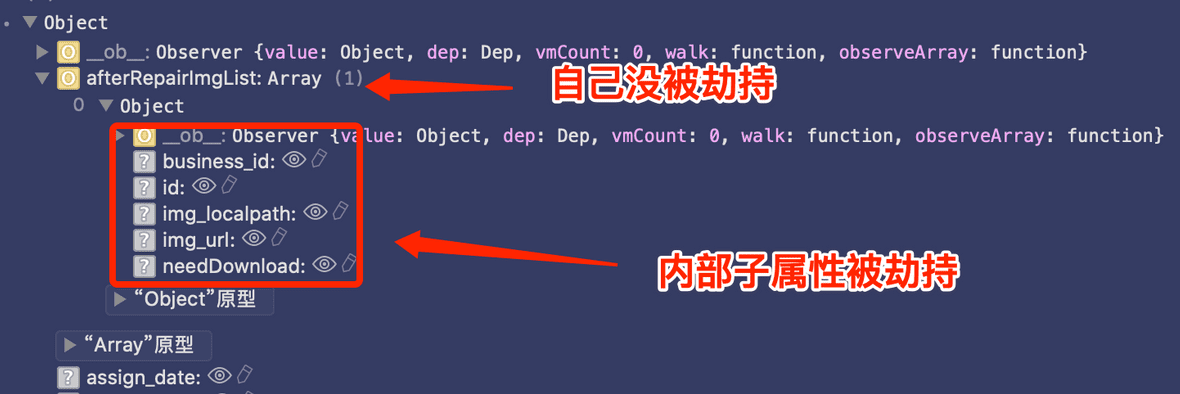 Object
__ob__: Observer {value: Object, dep: Dep, vmCount: 0, walk: function, observeArray: function}
afterRepairImgList: Array (1)
自己没被劫持
0 Object
__ob__: Observer {value: Object, dep: Dep, vmCount: 0, walk: function, observeArray: function}
business_id:
id:
img_localpath:
img_url:
needDownload:
内部子属性被劫持
“Object”原型
“Array”原型
assign_date: